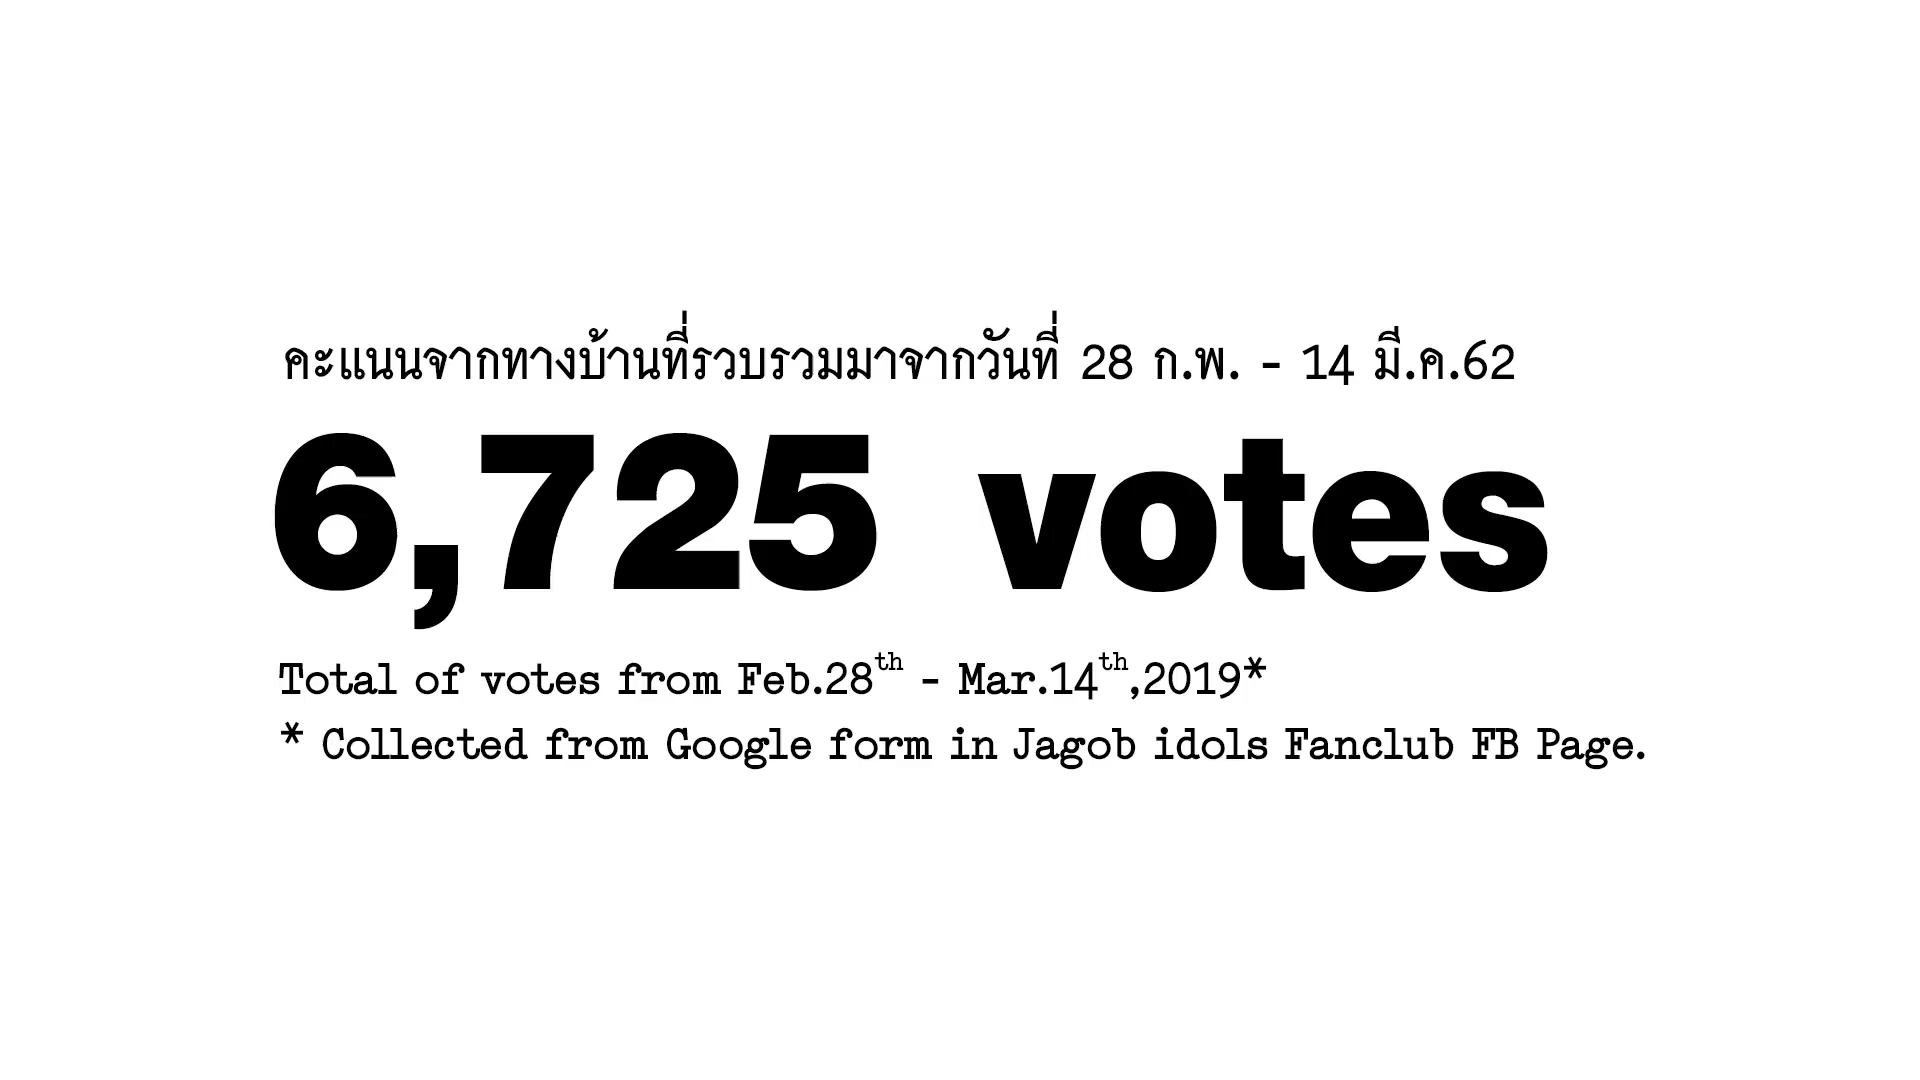 คะแนนจากทางบ้านที่รวบรวมมาจากวันที่ 28 ก.พ. - 14 มี.ค.62
6,725 votes
Total of votes from Feb.28th - Mar.14th,2019*
* Collected from Google form in Jagob idols Fanclub FB Page.